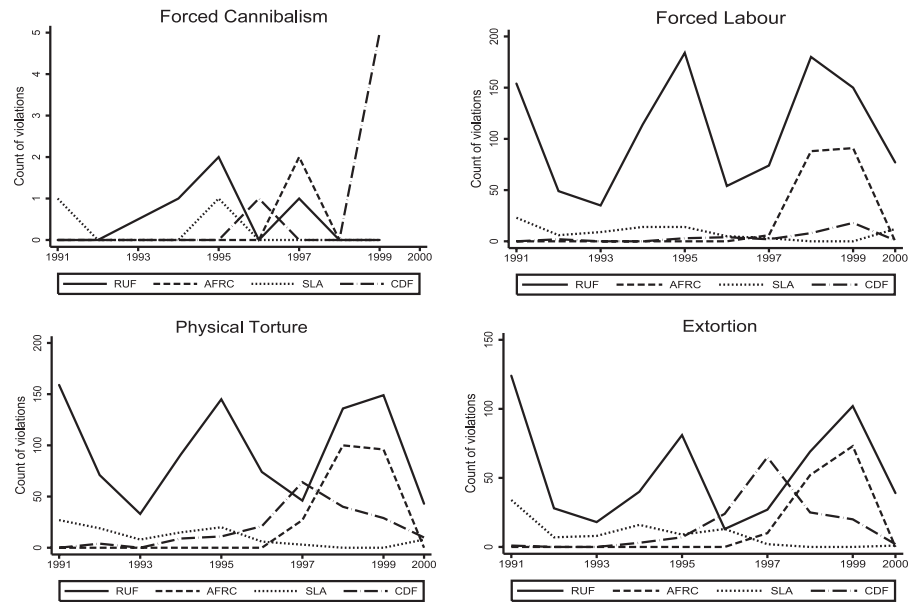 Forced Cannibalism
Count of violations
5
4
3
2
1
0
1991 1993 1995 1997 1999 2000
RUF AFRC SLA CDF
Forced Labour
Count of violations
200
150
100
50
0
1991 1993 1995 1997 1999 2000
RUF AFRC SLA CDF
Physical Torture
Count of violations
200
150
100
50
0
1991 1993 1995 1997 1999 2000
RUF AFRC SLA CDF
Extortion
Count of violations
150
100
50
0
1991 1993 1995 1997 1999 2000
RUF AFRC SLA CDF